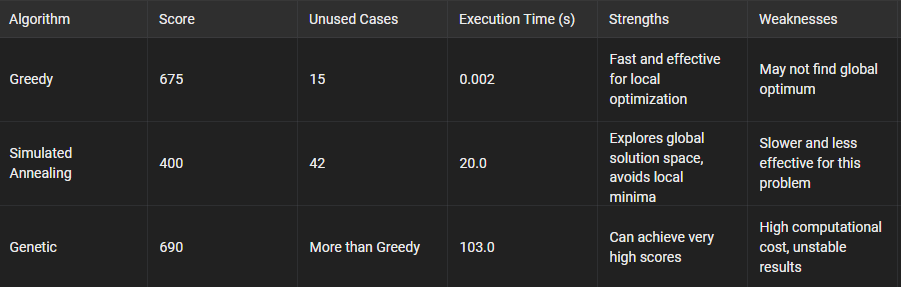 Algorithm
Score
Unused Cases
Execution Time (s)
Strengths
Weaknesses
Greedy
675
15
0.002
Fast and effective
for local
optimization
May not find global
optimum
Simulated
Annealing
400
42
20.0
Explores global
solution space,
avoids local
minima
Slower and less
effective for this
problem
Genetic
690
More than Greedy
103.0
Can achieve very
high scores
High computational
cost, unstable
results